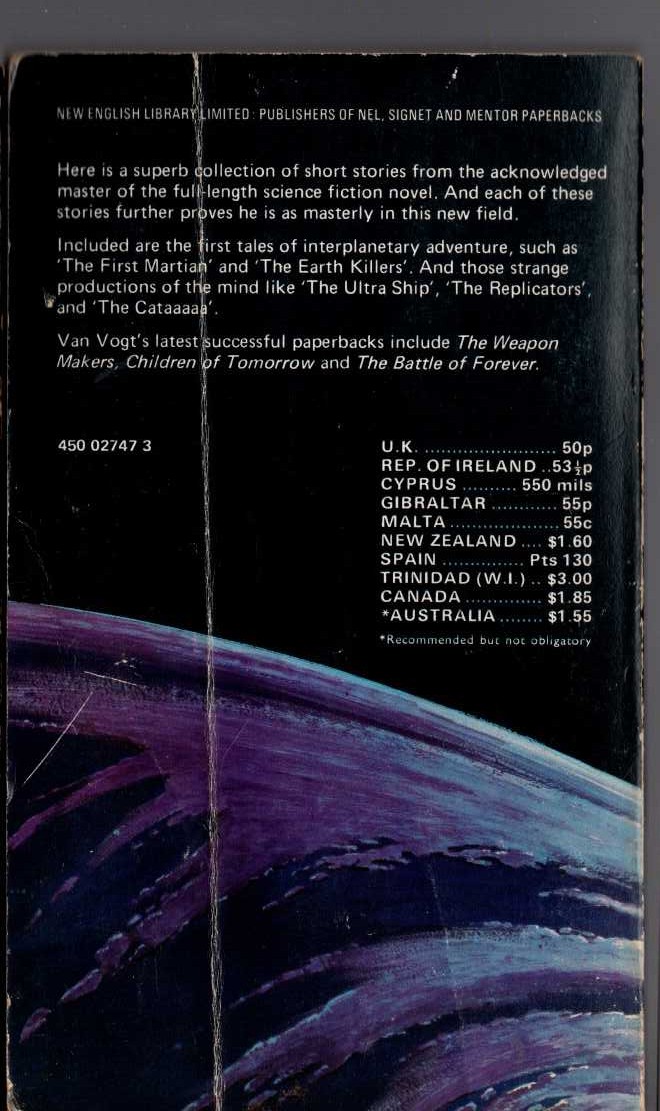 NEW ENGLISH LIBRARY LIMITED: PUBLISHERS OF NEL, SIGNET AND MENTOR PAPERBACKS
Here is a superb collection of short stories from the acknowledged
master of the full-length science fiction novel. And each of these
stories further proves he is as masterly in this new field.
Included are the first tales of interplanetary adventure, such as
'The First Martian' and 'The Earth Killers'. And those strange
productions of the mind like 'The Ultra Ship', 'The Replicators',
and 'The Cataaaaa'.
Van Vogt's latest successful paperbacks include The Weapon
Makers, Children of Tomorrow and The Battle of Forever.
450 02747 3
U.K. ........................ 50p
REP. OF IRELAND ..53½p
CYPRUS .......... 550 mils
GIBRALTAR ............ 55p
MALTA .................... 55c
NEW ZEALAND .... $1.60
SPAIN ............... Pts 130
TRINIDAD (W.I.) .. $3.00
CANADA .............. $1.85
*AUSTRALIA ........ $1.55
*Recommended but not obligatory